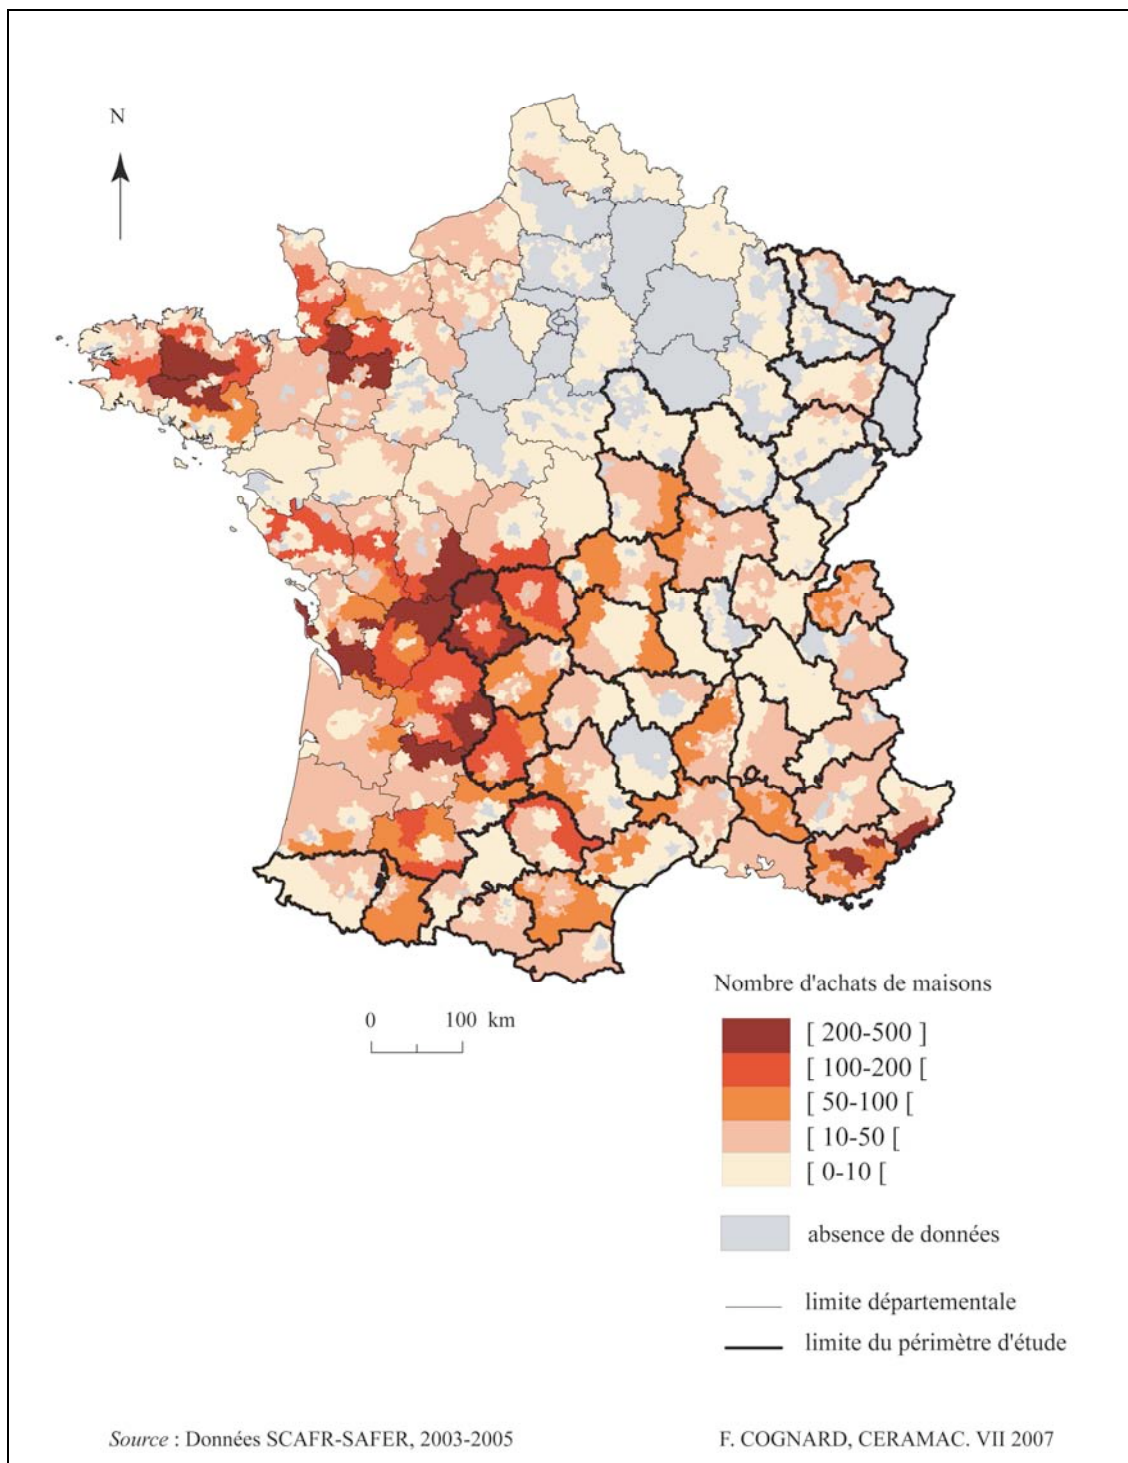 N
0 100 km
Nombre d'achats de maisons
[ 200-500 ]
[ 100-200 [
[ 50-100 [
[ 10-50 [
[ 0-10 [
absence de données
limite départementale
limite du périmètre d'étude
Source : Données SCAFR-SAFER, 2003-2005
F. COGNARD, CERAMAC. VII 2007